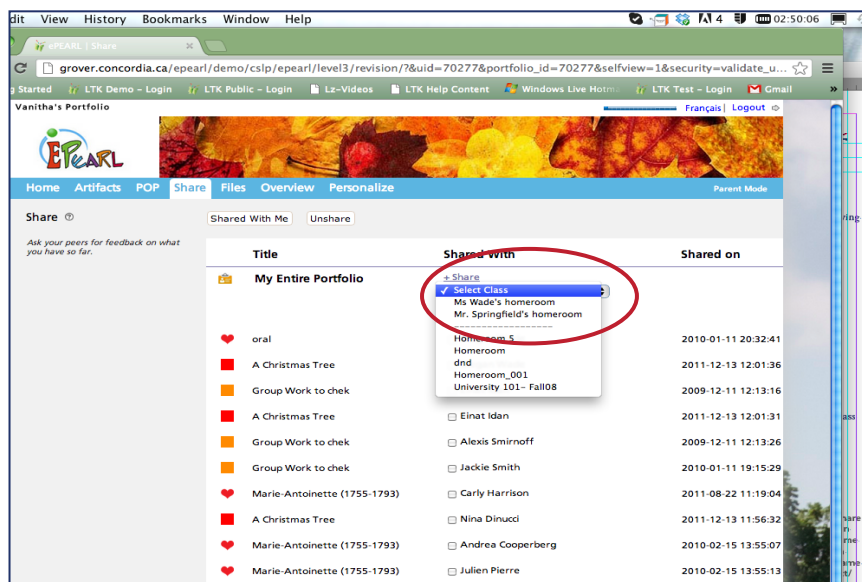 dit View History Bookmarks Window Help 4 02:50:06
ePEARL | Share
grover.concordia.ca/epearl/demo/cslp/epearl/level3/revision/?&uid=70277&portfolio_id=70277&selfview=1&security=validate_u...
g Started LTK Demo - Login LTK Public - Login Lz-Videos LTK Help Content Windows Live Hotm LTK Test - Login Gmail »
Vanitha's Portfolio Français| Logout
EPEARL
Home Artifacts POP Share Files Overview Personalize Parent Mode
Share Shared With Me Unshare
Ask your peers for feedback on what
you have so far.
Title Shared With Shared on
My Entire Portfolio + Share
✓ Select Class
Ms Wade's homeroom
Mr. Springfield's homeroom
------------------
oral Homeroom 5 2010-01-11 20:32:41
Homeroom
A Christmas Tree dnd 2011-12-13 12:01:36
Homeroom_001
Group Work to chek University 101- Fall08 2009-12-11 12:13:16
A Christmas Tree Einat Idan 2011-12-13 12:01:31
Group Work to chek Alexis Smirnoff 2009-12-11 12:13:26
Group Work to chek Jackie Smith 2010-01-11 19:15:29
Marie-Antoinette (1755-1793) Carly Harrison 2011-08-22 11:19:04
A Christmas Tree Nina Dinucci 2011-12-13 11:56:32
Marie-Antoinette (1755-1793) Andrea Cooperberg 2010-02-15 13:55:07
Marie-Antoinette (1755-1793) Julien Pierre 2010-02-15 13:55:13